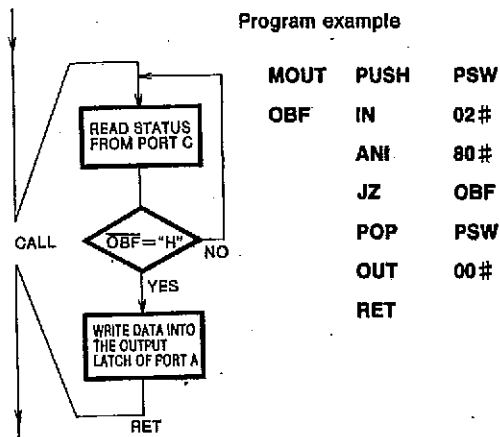 Program example
MOUT PUSH PSW
OBF IN 02#
ANI 80#
JZ OBF
POP PSW
OUT 00#
RET
READ STATUS
FROM PORT C
CALL
O̅B̅F̅="H"
NO
YES
WRITE DATA INTO
THE OUTPUT
LATCH OF PORT A
RET